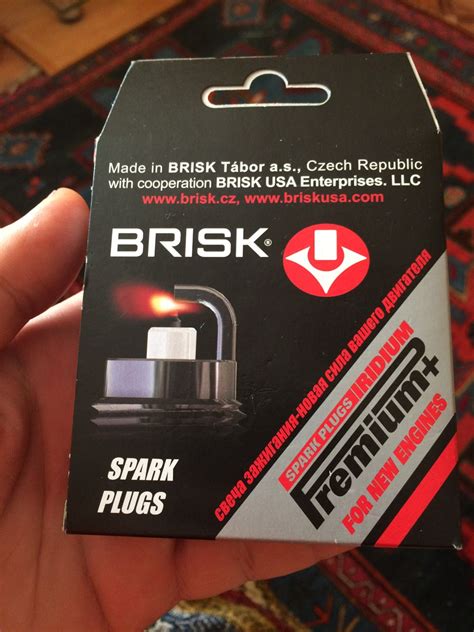 Made in BRISK Tábor a.s., Czech Republic
with cooperation BRISK USA Enterprises. LLC
www.brisk.cz, www.briskusa.com
BRISK®
SPARK
PLUGS
свеча зажигания-новая сила вашего двигателя
SPARK PLUGS IRIDIUM
Premium+
FOR NEW ENGINES